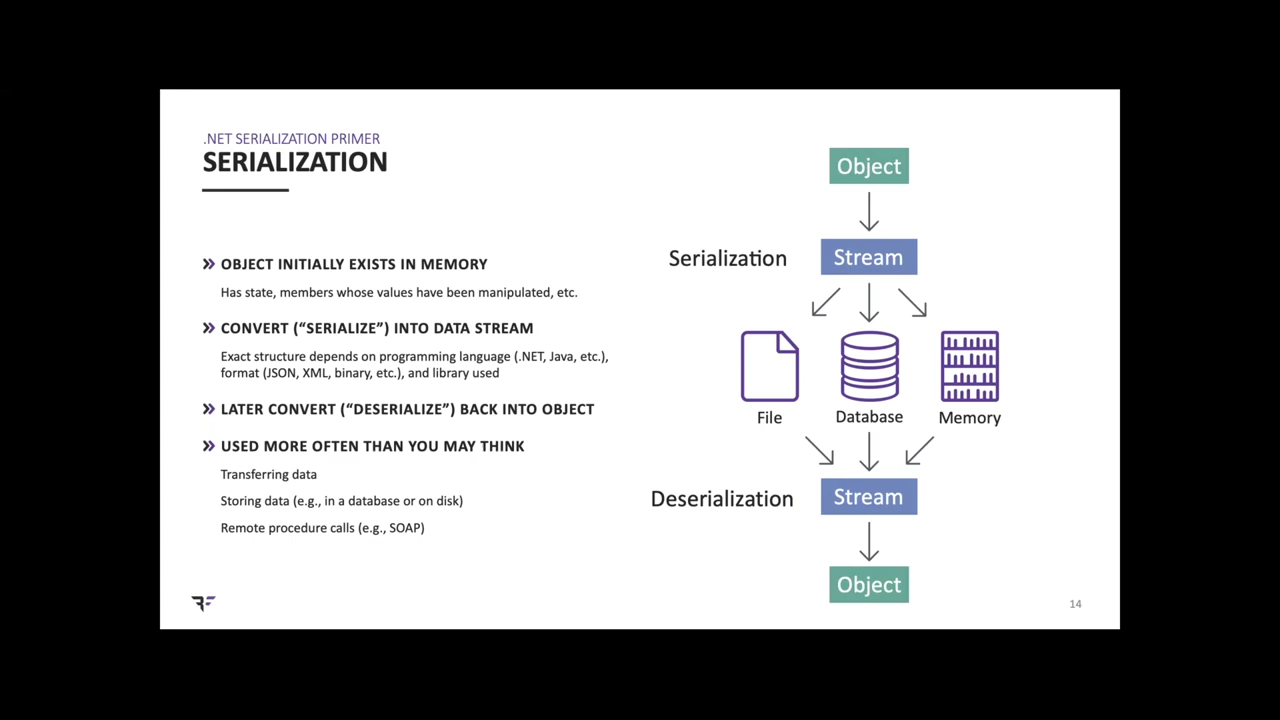 .NET SERIALIZATION PRIMER
SERIALIZATION
OBJECT INITIALLY EXISTS IN MEMORY
Has state, members whose values have been manipulated, etc.
CONVERT (“SERIALIZE”) INTO DATA STREAM
Exact structure depends on programming language (.NET, Java, etc.),
format (JSON, XML, binary, etc.), and library used
LATER CONVERT (“DESERIALIZE”) BACK INTO OBJECT
USED MORE OFTEN THAN YOU MAY THINK
Transferring data
Storing data (e.g., in a database or on disk)
Remote procedure calls (e.g., SOAP)
Object
Serialization
Stream
File
Database
Memory
Deserialization
Stream
Object
RF
14